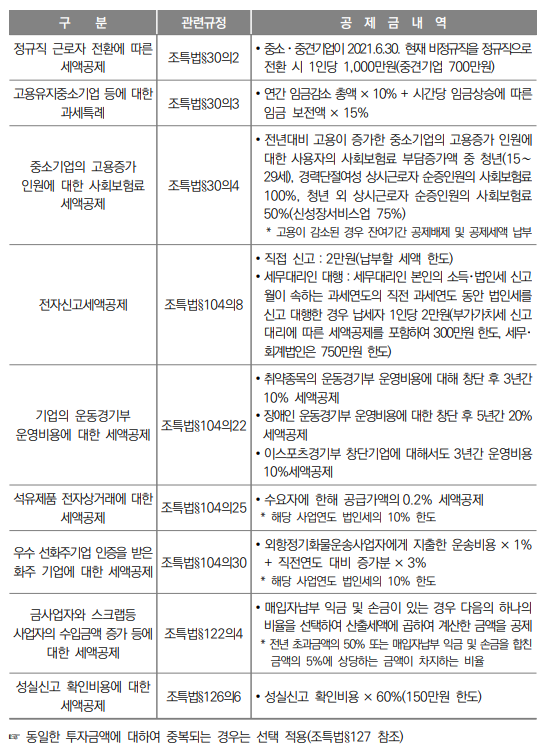 구 분 관련규정 공 제 금 내 역
정규직 근로자 전환에 따른
세액공제
조특법§30의2
• 중소·중견기업이 2021.6.30. 현재 비정규직을 정규직으로
전환 시 1인당 1,000만원(중견기업 700만원)
고용유지중소기업 등에 대한
과세특례
조특법§30의3
• 연간 임금감소 총액 × 10% + 시간당 임금상승에 따른
임금 보전액 × 15%
중소기업의 고용증가
인원에 대한 사회보험료
세액공제
조특법§30의4
• 전년대비 고용이 증가한 중소기업의 고용증가 인원에
대한 사용자의 사회보험료 부담증가액 중 청년(15～
29세), 경력단절여성 상시근로자 순증인원의 사회보험료
100%, 청년 외 상시근로자 순증인원의 사회보험료
50%(신성장서비스업 75%)
* 고용이 감소된 경우 잔여기간 공제배제 및 공제세액 납부
전자신고세액공제
조특법§104의8
• 직접 신고 : 2만원(납부할 세액 한도)
• 세무대리인 대행 : 세무대리인 본인의 소득·법인세 신고
월이 속하는 과세연도의 직전 과세연도 동안 법인세를
신고 대행한 경우 납세자 1인당 2만원(부가가치세 신고
대리에 따른 세액공제를 포함하여 300만원 한도, 세무·
회계법인은 750만원 한도)
기업의 운동경기부
운영비용에 대한 세액공제
조특법§104의22
• 취약종목의 운동경기부 운영비용에 대해 창단 후 3년간
10% 세액공제
• 장애인 운동경기부 운영비용에 대한 창단 후 5년간 20%
세액공제
• 이스포츠경기부 창단기업에 대해서도 3년간 운영비용
10%세액공제
석유제품 전자상거래에 대한
세액공제
조특법§104의25
• 수요자에 한해 공급가액의 0.2% 세액공제
* 해당 사업연도 법인세의 10% 한도
우수 선화주기업 인증을 받은
화주 기업에 대한 세액공제
조특법§104의30
• 외항정기화물운송사업자에게 지출한 운송비용 × 1%
+ 직전연도 대비 증가분 × 3%
* 해당 사업연도 법인세의 10% 한도
금사업자와 스크랩등
사업자의 수입금액 증가 등에
대한 세액공제
조특법§122의4
• 매입자납부 익금 및 손금이 있는 경우 다음의 하나의
비율을 선택하여 산출세액에 곱하여 계산한 금액을 공제
* 전년 초과금액의 50% 또는 매입자납부 익금 및 손금을 합친
금액의 5%에 상당하는 금액이 차지하는 비율
성실신고 확인비용에 대한
세액공제
조특법§126의6
• 성실신고 확인비용 × 60%(150만원 한도)
☞ 동일한 투자금액에 대하여 중복되는 경우는 선택 적용(조특법§127 참조)